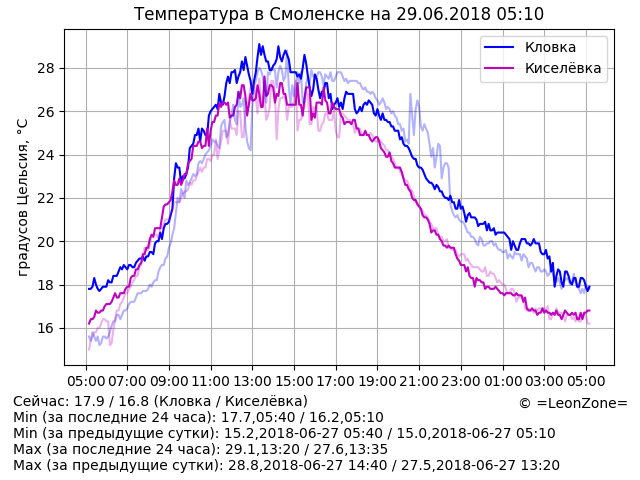 Температура в Смоленске на 29.06.2018 05:10
Кловка
Киселёвка
градусов Цельсия, °C
28
26
24
22
20
18
16
05:00 07:00 09:00 11:00 13:00 15:00 17:00 19:00 21:00 23:00 01:00 03:00 05:00
Сейчас: 17.9 / 16.8 (Кловка / Киселёвка)
© =LeonZone=
Min (за последние 24 часа): 17.7,05:40 / 16.2,05:10
Min (за предыдущие сутки): 15.2,2018-06-27 05:40 / 15.0,2018-06-27 05:10
Max (за последние 24 часа): 29.1,13:20 / 27.6,13:35
Max (за предыдущие сутки): 28.8,2018-06-27 14:40 / 27.5,2018-06-27 13:20